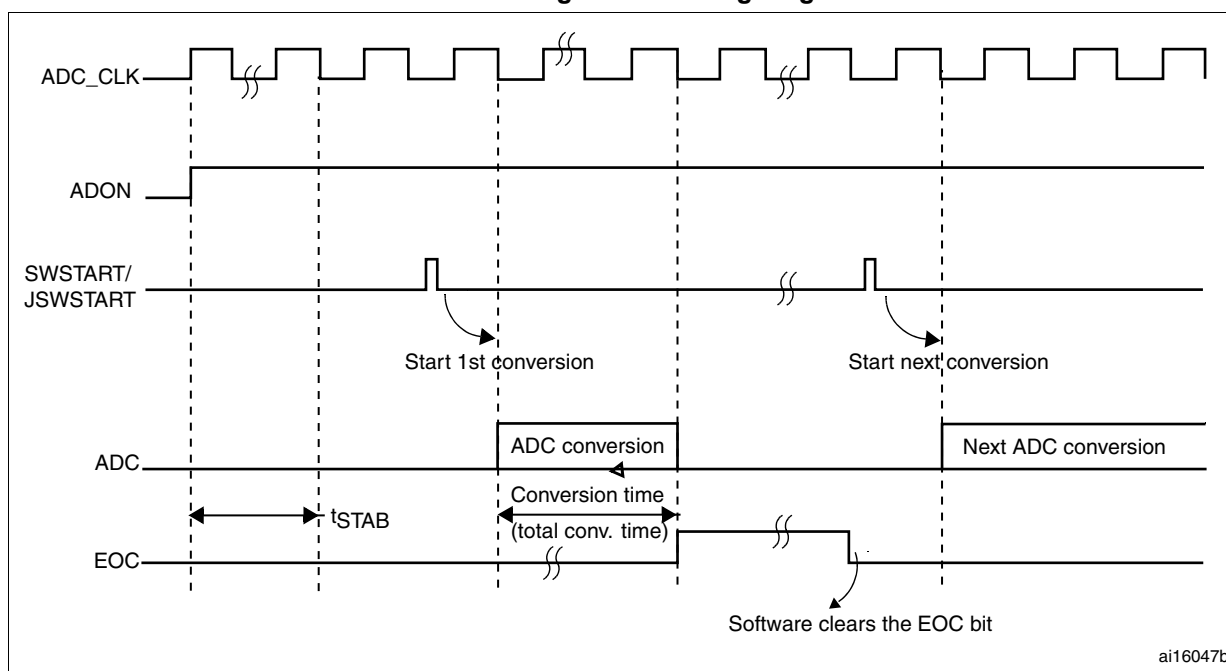 ADC_CLK
ADON
SWSTART/
JSWSTART
Start 1st conversion
Start next conversion
ADC
ADC conversion
Next ADC conversion
Conversion time
(total conv. time)
tSTAB
EOC
Software clears the EOC bit
ai16047b